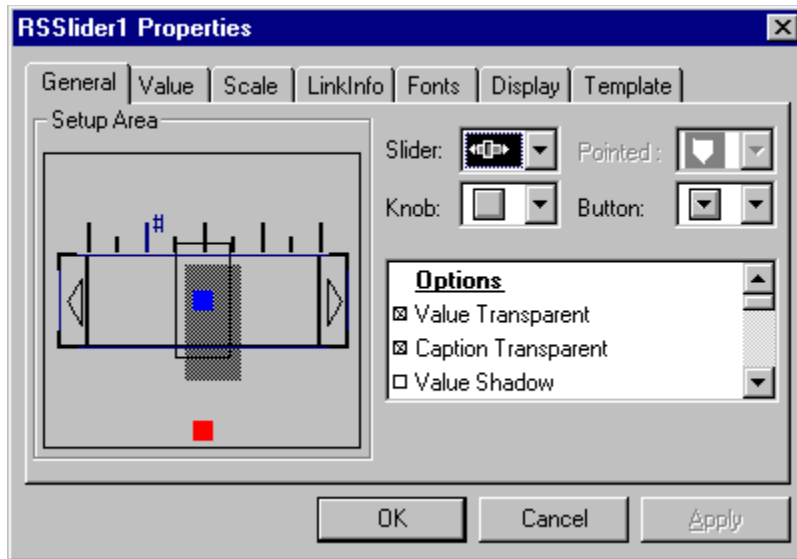 RSSlider1 Properties
General Value Scale LinkInfo Fonts Display Template
Setup Area
#
Slider: Pointed :
Knob: Button:
Options
Value Transparent
Caption Transparent
Value Shadow
OK Cancel Apply